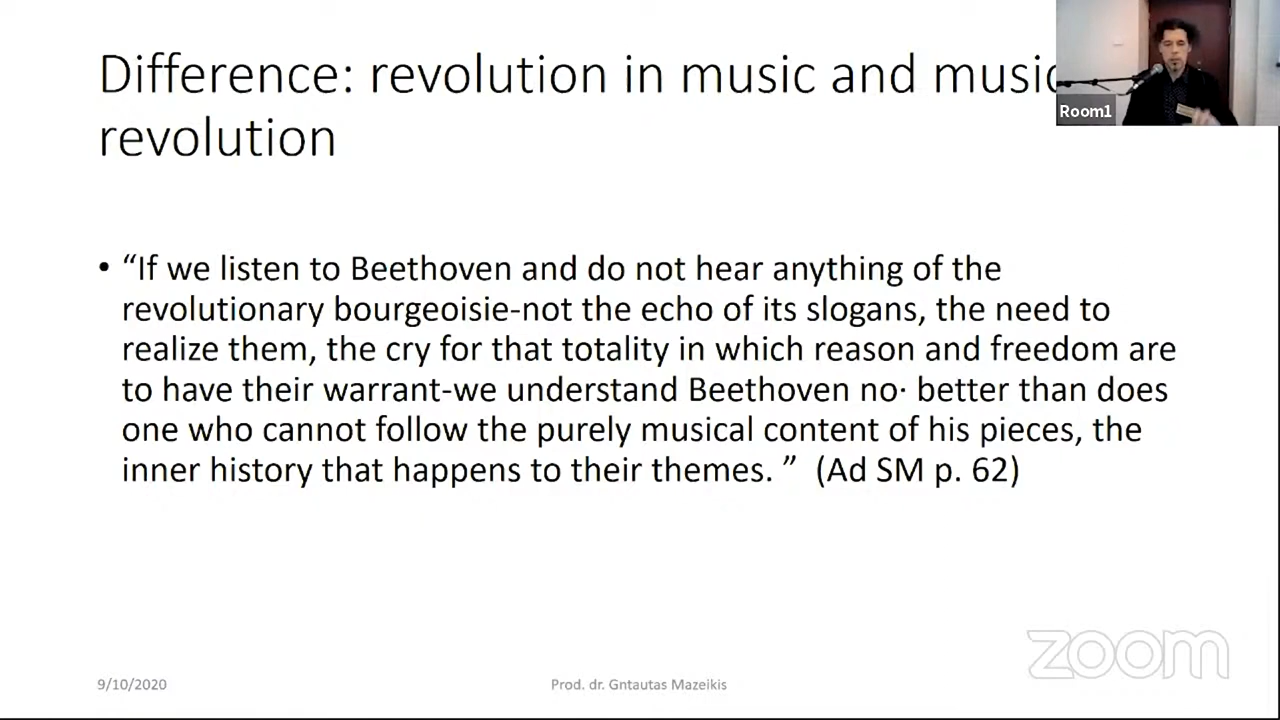 Difference: revolution in music and music
revolution
Room1
• “If we listen to Beethoven and do not hear anything of the
revolutionary bourgeoisie-not the echo of its slogans, the need to
realize them, the cry for that totality in which reason and freedom are
to have their warrant-we understand Beethoven no· better than does
one who cannot follow the purely musical content of his pieces, the
inner history that happens to their themes. ” (Ad SM p. 62)
zoom
9/10/2020
Prod. dr. Gntautas Mazeikis